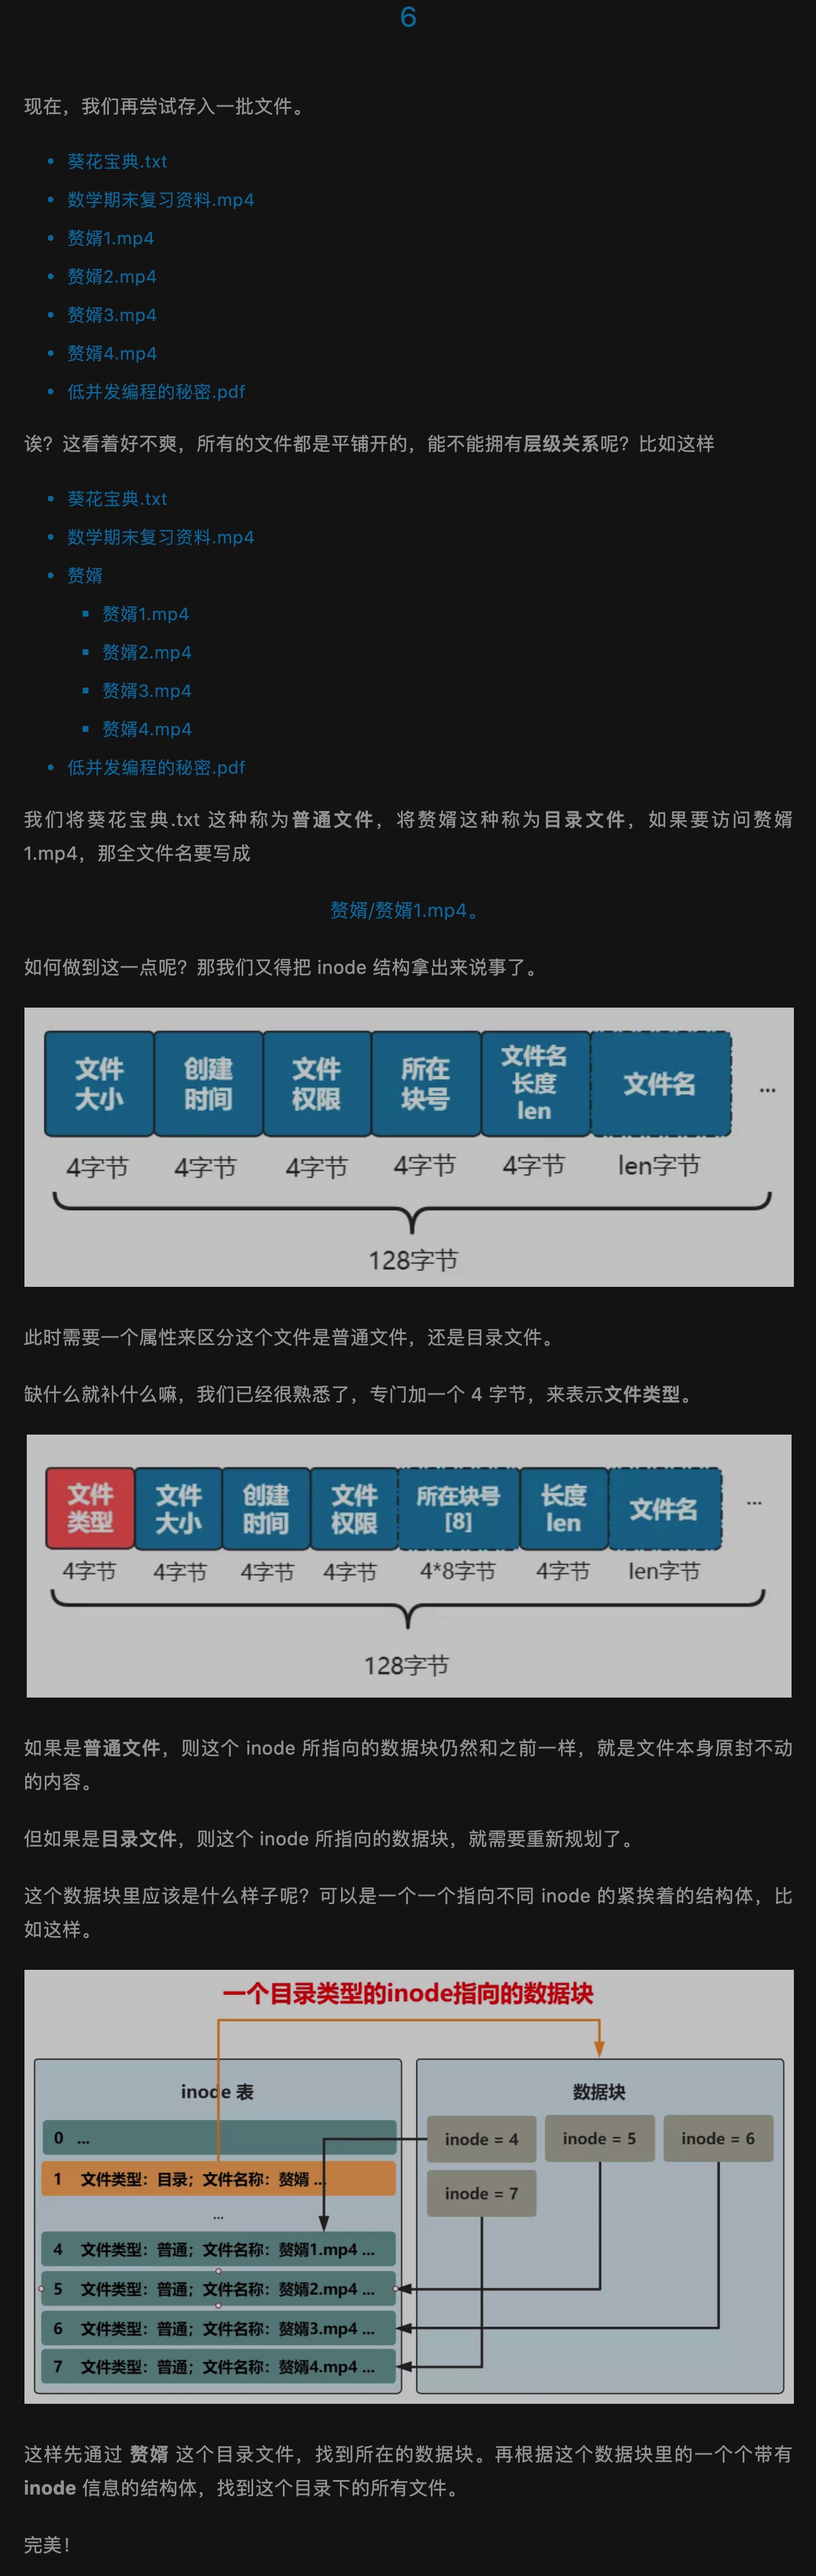 6
现在，我们再尝试存入一批文件。
• 葵花宝典.txt
• 数学期末复习资料.mp4
• 赘婿1.mp4
• 赘婿2.mp4
• 赘婿3.mp4
• 赘婿4.mp4
• 低并发编程的秘密.pdf
诶？这看着好不爽，所有的文件都是平铺开的，能不能拥有层级关系呢？比如这样
• 葵花宝典.txt
• 数学期末复习资料.mp4
• 赘婿
▪ 赘婿1.mp4
▪ 赘婿2.mp4
▪ 赘婿3.mp4
▪ 赘婿4.mp4
• 低并发编程的秘密.pdf
我们将葵花宝典.txt 这种称为普通文件，将赘婿这种称为目录文件，如果要访问赘婿
1.mp4，那全文件名要写成
赘婿/赘婿1.mp4。
如何做到这一点呢？那我们又得把 inode 结构拿出来说事了。
文件大小 创建时间 文件权限 所在块号 文件名长度len 文件名 ...
4字节 4字节 4字节 4字节 4字节 len字节
128字节
此时需要一个属性来区分这个文件是普通文件，还是目录文件。
缺什么就补什么嘛，我们已经很熟悉了，专门加一个 4 字节，来表示文件类型。
文件类型 文件大小 创建时间 文件权限 所在块号[8] 长度len 文件名 ...
4字节 4字节 4字节 4字节 4*8字节 4字节 len字节
128字节
如果是普通文件，则这个 inode 所指向的数据块仍然和之前一样，就是文件本身原封不动
的内容。
但如果是目录文件，则这个 inode 所指向的数据块，就需要重新规划了。
这个数据块里应该是什么样子呢？可以是一个一个指向不同 inode 的紧挨着的结构体，比
如这样。
一个目录类型的inode指向的数据块
inode 表
0 ...
1 文件类型：目录；文件名称：赘婿 ...
...
4 文件类型：普通；文件名称：赘婿1.mp4 ...
5 文件类型：普通；文件名称：赘婿2.mp4 ...
6 文件类型：普通；文件名称：赘婿3.mp4 ...
7 文件类型：普通；文件名称：赘婿4.mp4 ...
数据块
inode = 4 inode = 5 inode = 6
inode = 7
这样先通过 赘婿 这个目录文件，找到所在的数据块。再根据这个数据块里的一个个带有
inode 信息的结构体，找到这个目录下的所有文件。
完美！